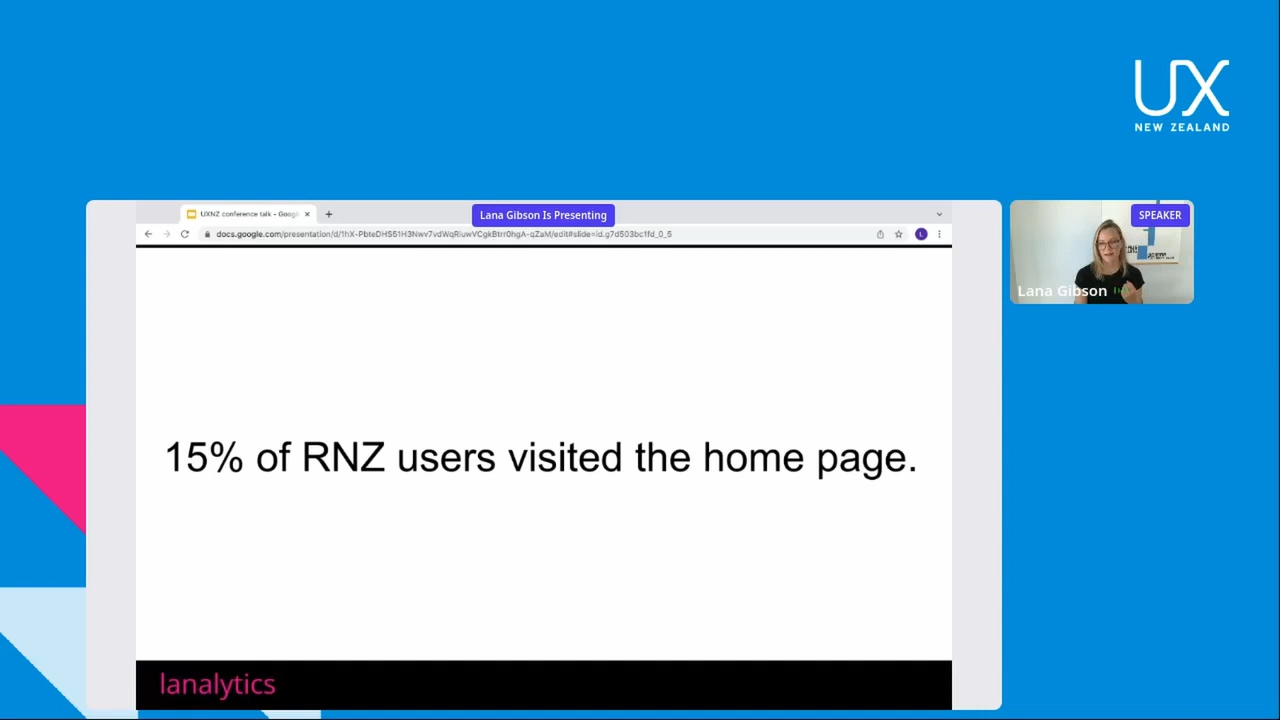 UX
NEW ZEALAND
UXNZ conference talk - Googl
Lana Gibson Is Presenting
SPEAKER
Lana Gibson
15% of RNZ users visited the home page.
lanalytics